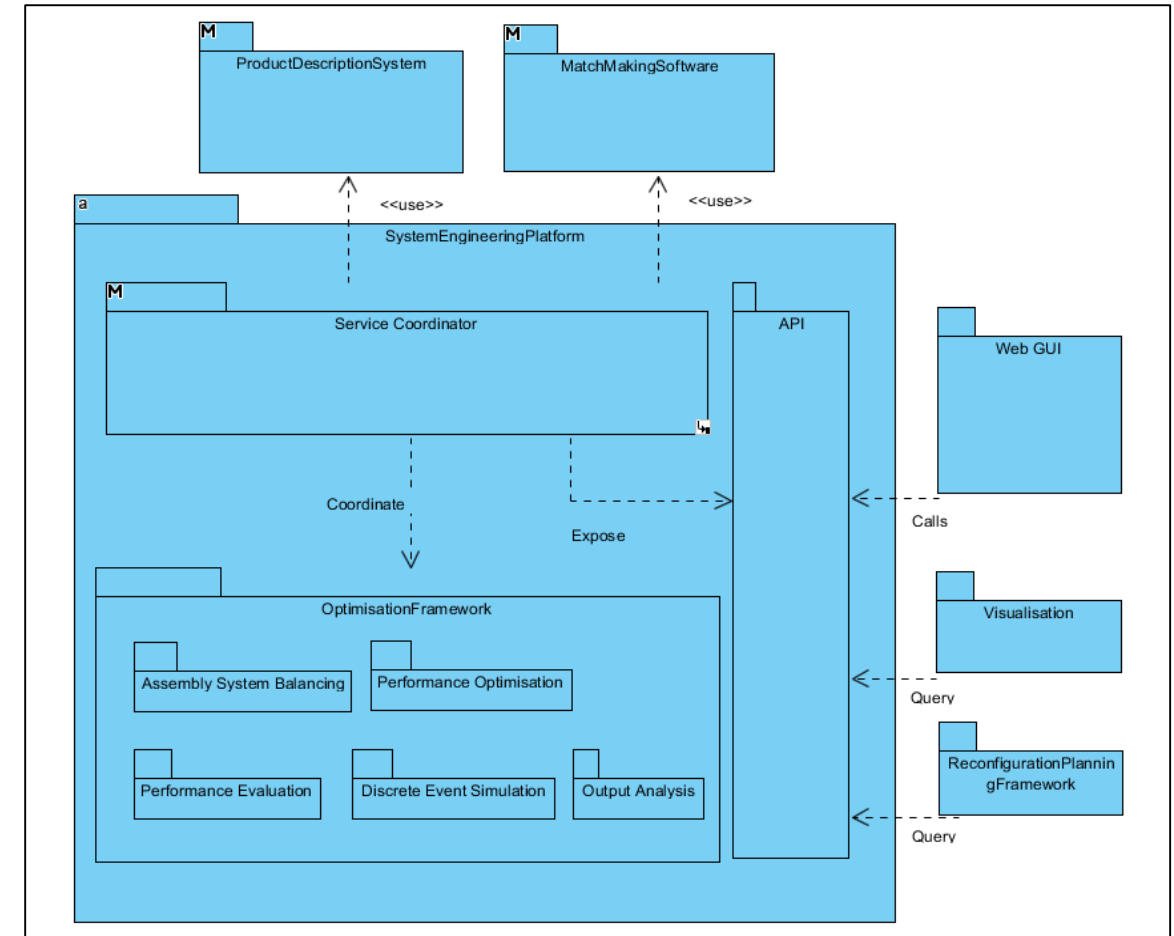 M
ProductDescriptionSystem
M
MatchMakingSoftware
<<use>>
<<use>>
a
SystemEngineeringPlatform
M
Service Coordinator
API
Web GUI
Coordinate
Expose
Calls
OptimisationFramework
Visualisation
Assembly System Balancing
Performance Optimisation
Query
Performance Evaluation
Discrete Event Simulation
Output Analysis
ReconfigurationPlannin
gFramework
Query